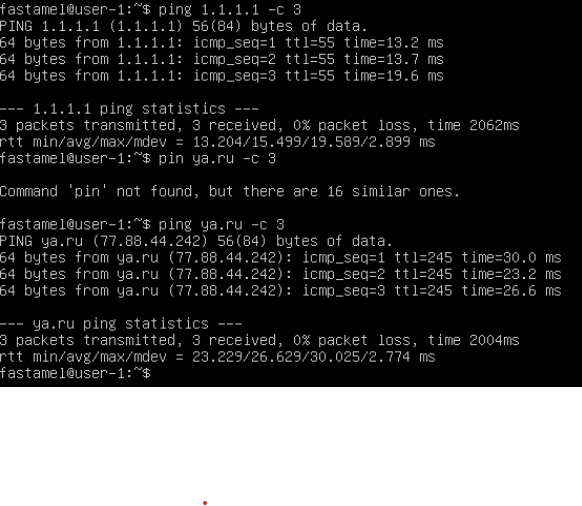 fastamel@user-1:~$ ping 1.1.1.1 -c 3
PING 1.1.1.1 (1.1.1.1) 56(84) bytes of data.
64 bytes from 1.1.1.1: icmp_seq=1 ttl=55 time=13.2 ms
64 bytes from 1.1.1.1: icmp_seq=2 ttl=55 time=13.7 ms
64 bytes from 1.1.1.1: icmp_seq=3 ttl=55 time=19.6 ms
--- 1.1.1.1 ping statistics ---
3 packets transmitted, 3 received, 0% packet loss, time 2062ms
rtt min/avg/max/mdev = 13.204/15.499/19.589/2.899 ms
fastamel@user-1:~$ pin ya.ru -c 3
Command 'pin' not found, but there are 16 similar ones.
fastamel@user-1:~$ ping ya.ru -c 3
PING ya.ru (77.88.44.242) 56(84) bytes of data.
64 bytes from ya.ru (77.88.44.242): icmp_seq=1 ttl=245 time=30.0 ms
64 bytes from ya.ru (77.88.44.242): icmp_seq=2 ttl=245 time=23.2 ms
64 bytes from ya.ru (77.88.44.242): icmp_seq=3 ttl=245 time=26.6 ms
--- ya.ru ping statistics ---
3 packets transmitted, 3 received, 0% packet loss, time 2004ms
rtt min/avg/max/mdev = 23.229/26.629/30.025/2.774 ms
fastamel@user-1:~$